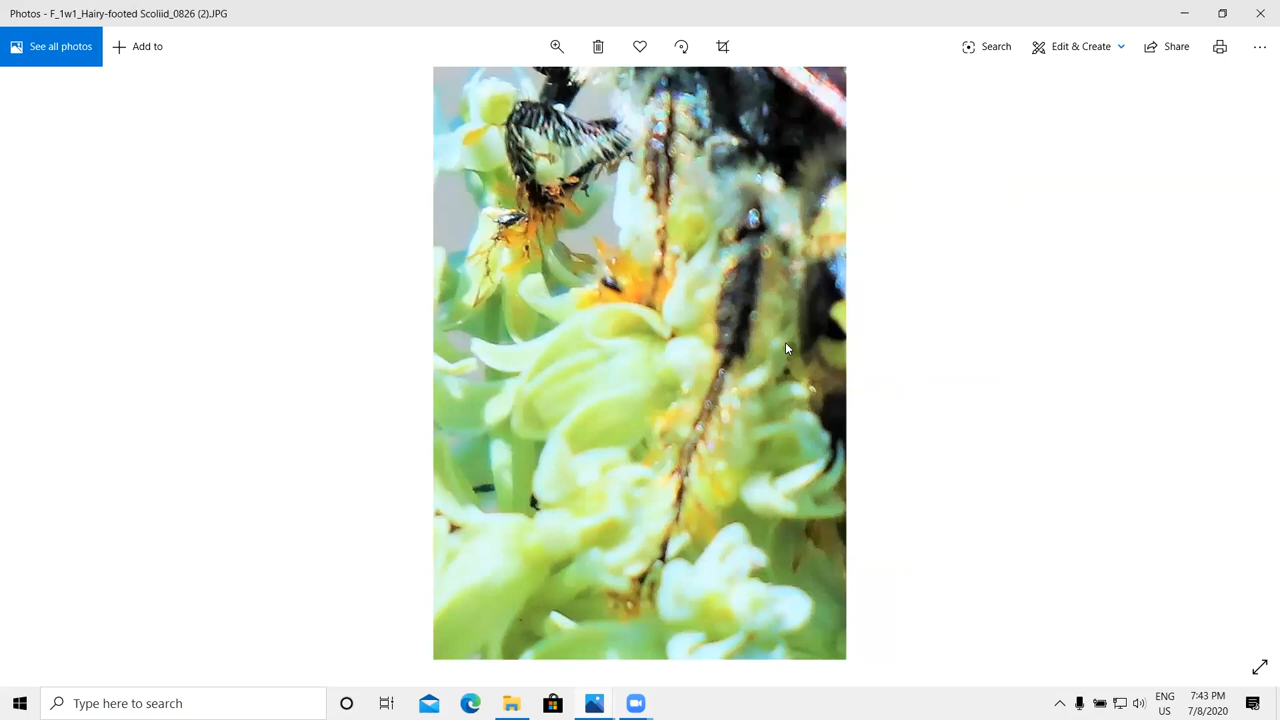 Photos - F_1w1_Hairy-footed Scoliid_0826 (2).JPG
See all photos
Add to
Search
Edit & Create
Share
Type here to search
ENG
US
7:43 PM
7/8/2020